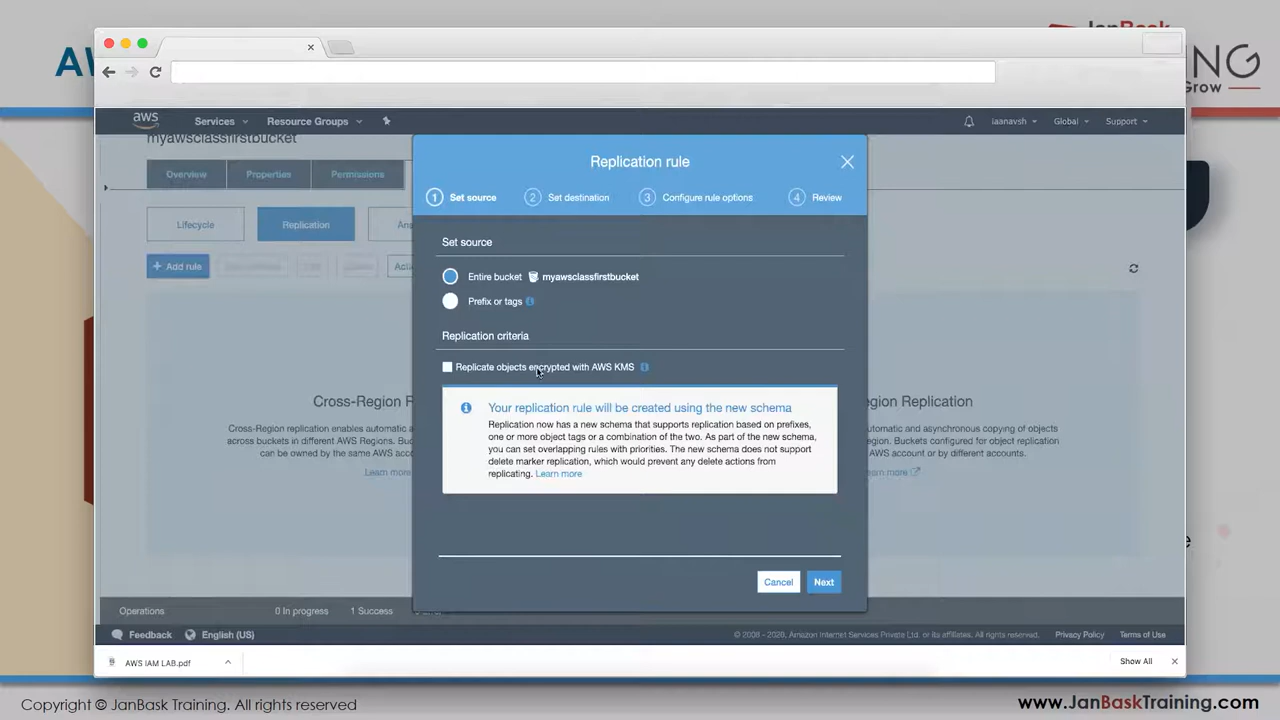 JanBask
AW
NING
Grow
aws
Services
Resource Groups
iaanavsh
Global
Support
myawsclassfirstbucket
Overview
Properties
Permissions
Lifecycle
Replication
+ Add rule
Replication rule
1 Set source
2 Set destination
3 Configure rule options
4 Review
Set source
Entire bucket myawsclassfirstbucket
Prefix or tags
Replication criteria
Replicate objects encrypted with AWS KMS
Your replication rule will be created using the new schema
Replication now has a new schema that supports replication based on prefixes,
one or more object tags or a combination of the two. As part of the new schema,
you can set overlapping rules with priorities. The new schema does not support
delete marker replication, which would prevent any delete actions from
replicating. Learn more
Cancel
Next
Cross-Region R
Cross-Region replication enables automatic a
across buckets in different AWS Regions. Buc
can be owned by the same AWS accou
Learn more
egion Replication
automatic and asynchronous copying of objects
egion. Buckets configured for object replication
AWS account or by different accounts.
earn more
Operations
0 In progress
1 Success
Feedback
English (US)
© 2008 - 2020, Amazon Internet Services Private Ltd. or its affiliates. All rights reserved.
Privacy Policy
Terms of Use
AWS IAM LAB.pdf
Show All
Copyright © JanBask Training. All rights reserved
www.JanBaskTraining.com